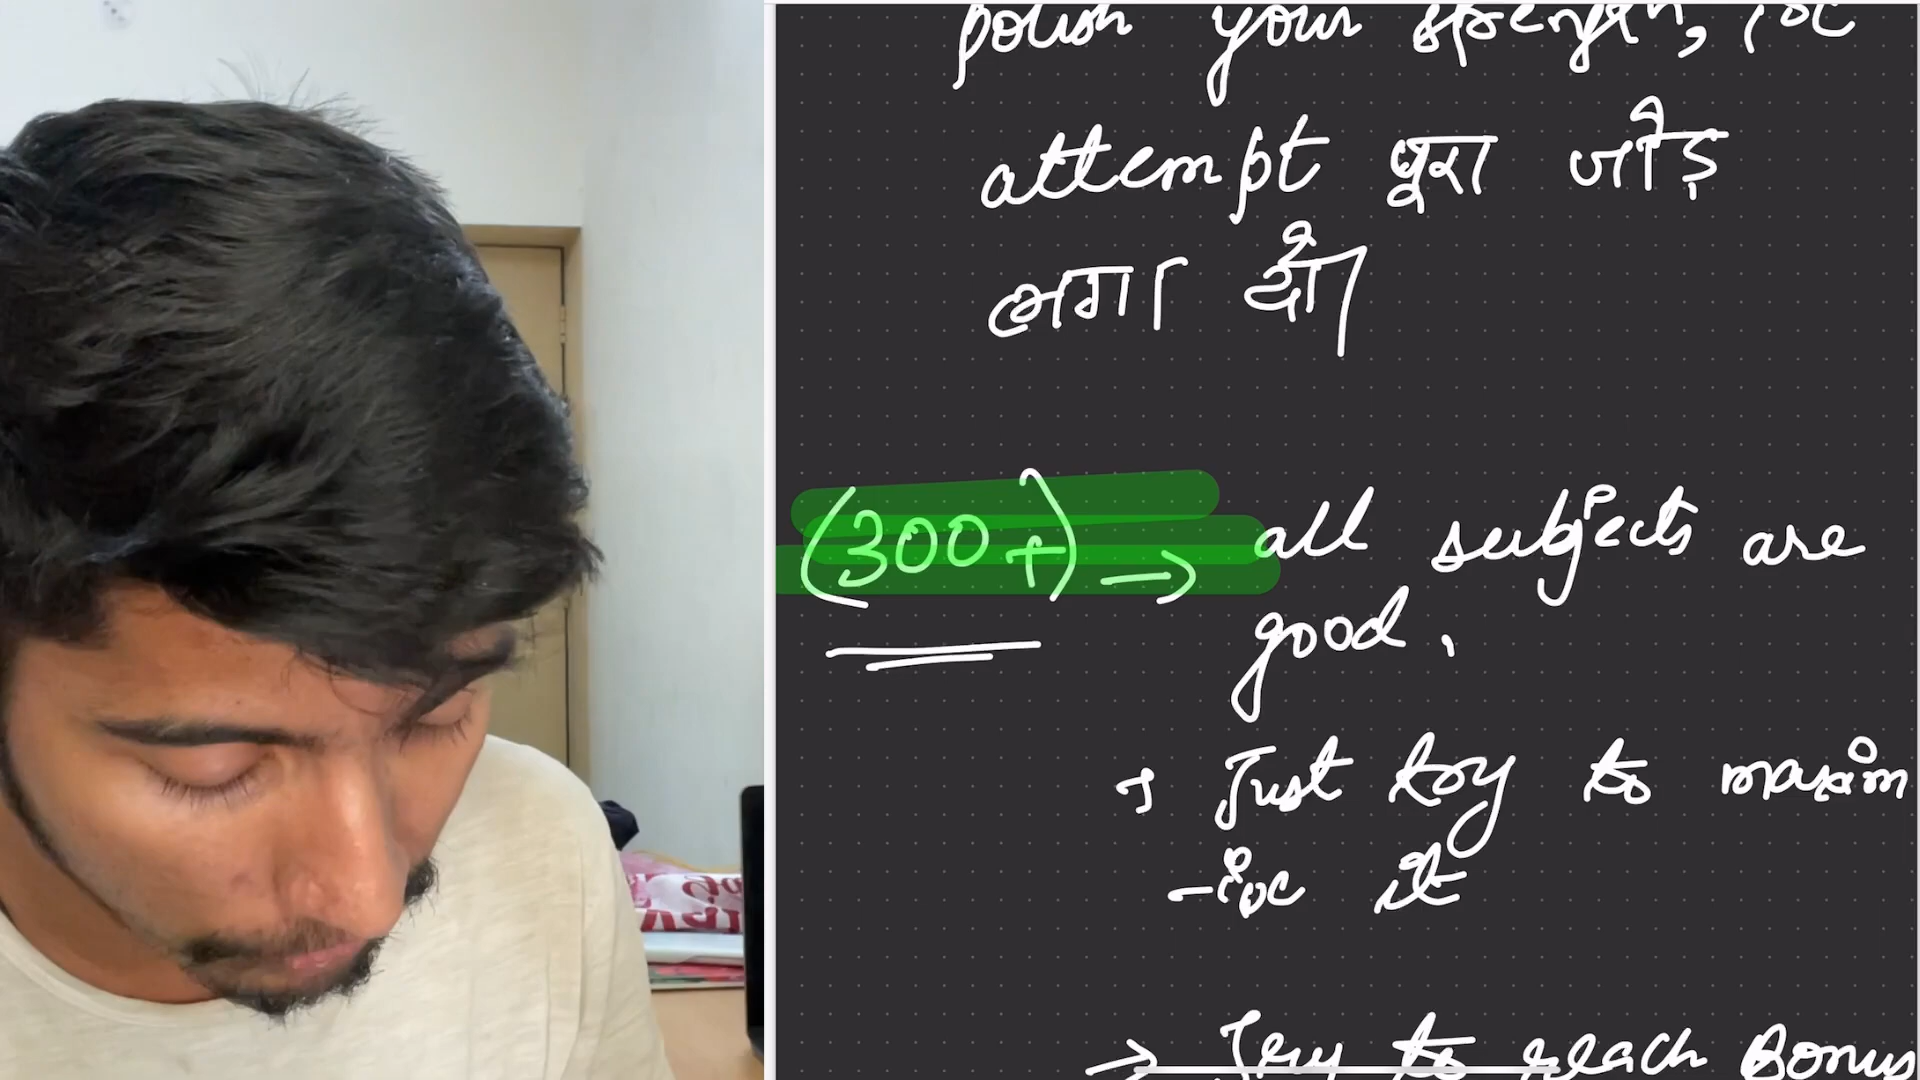 polish your strength, for
attempt पूरा जोड़
लगा दो।
(300+) → all subjects are
good.
→ Just try to maxim
-ize it
→ Try to reach Bonus